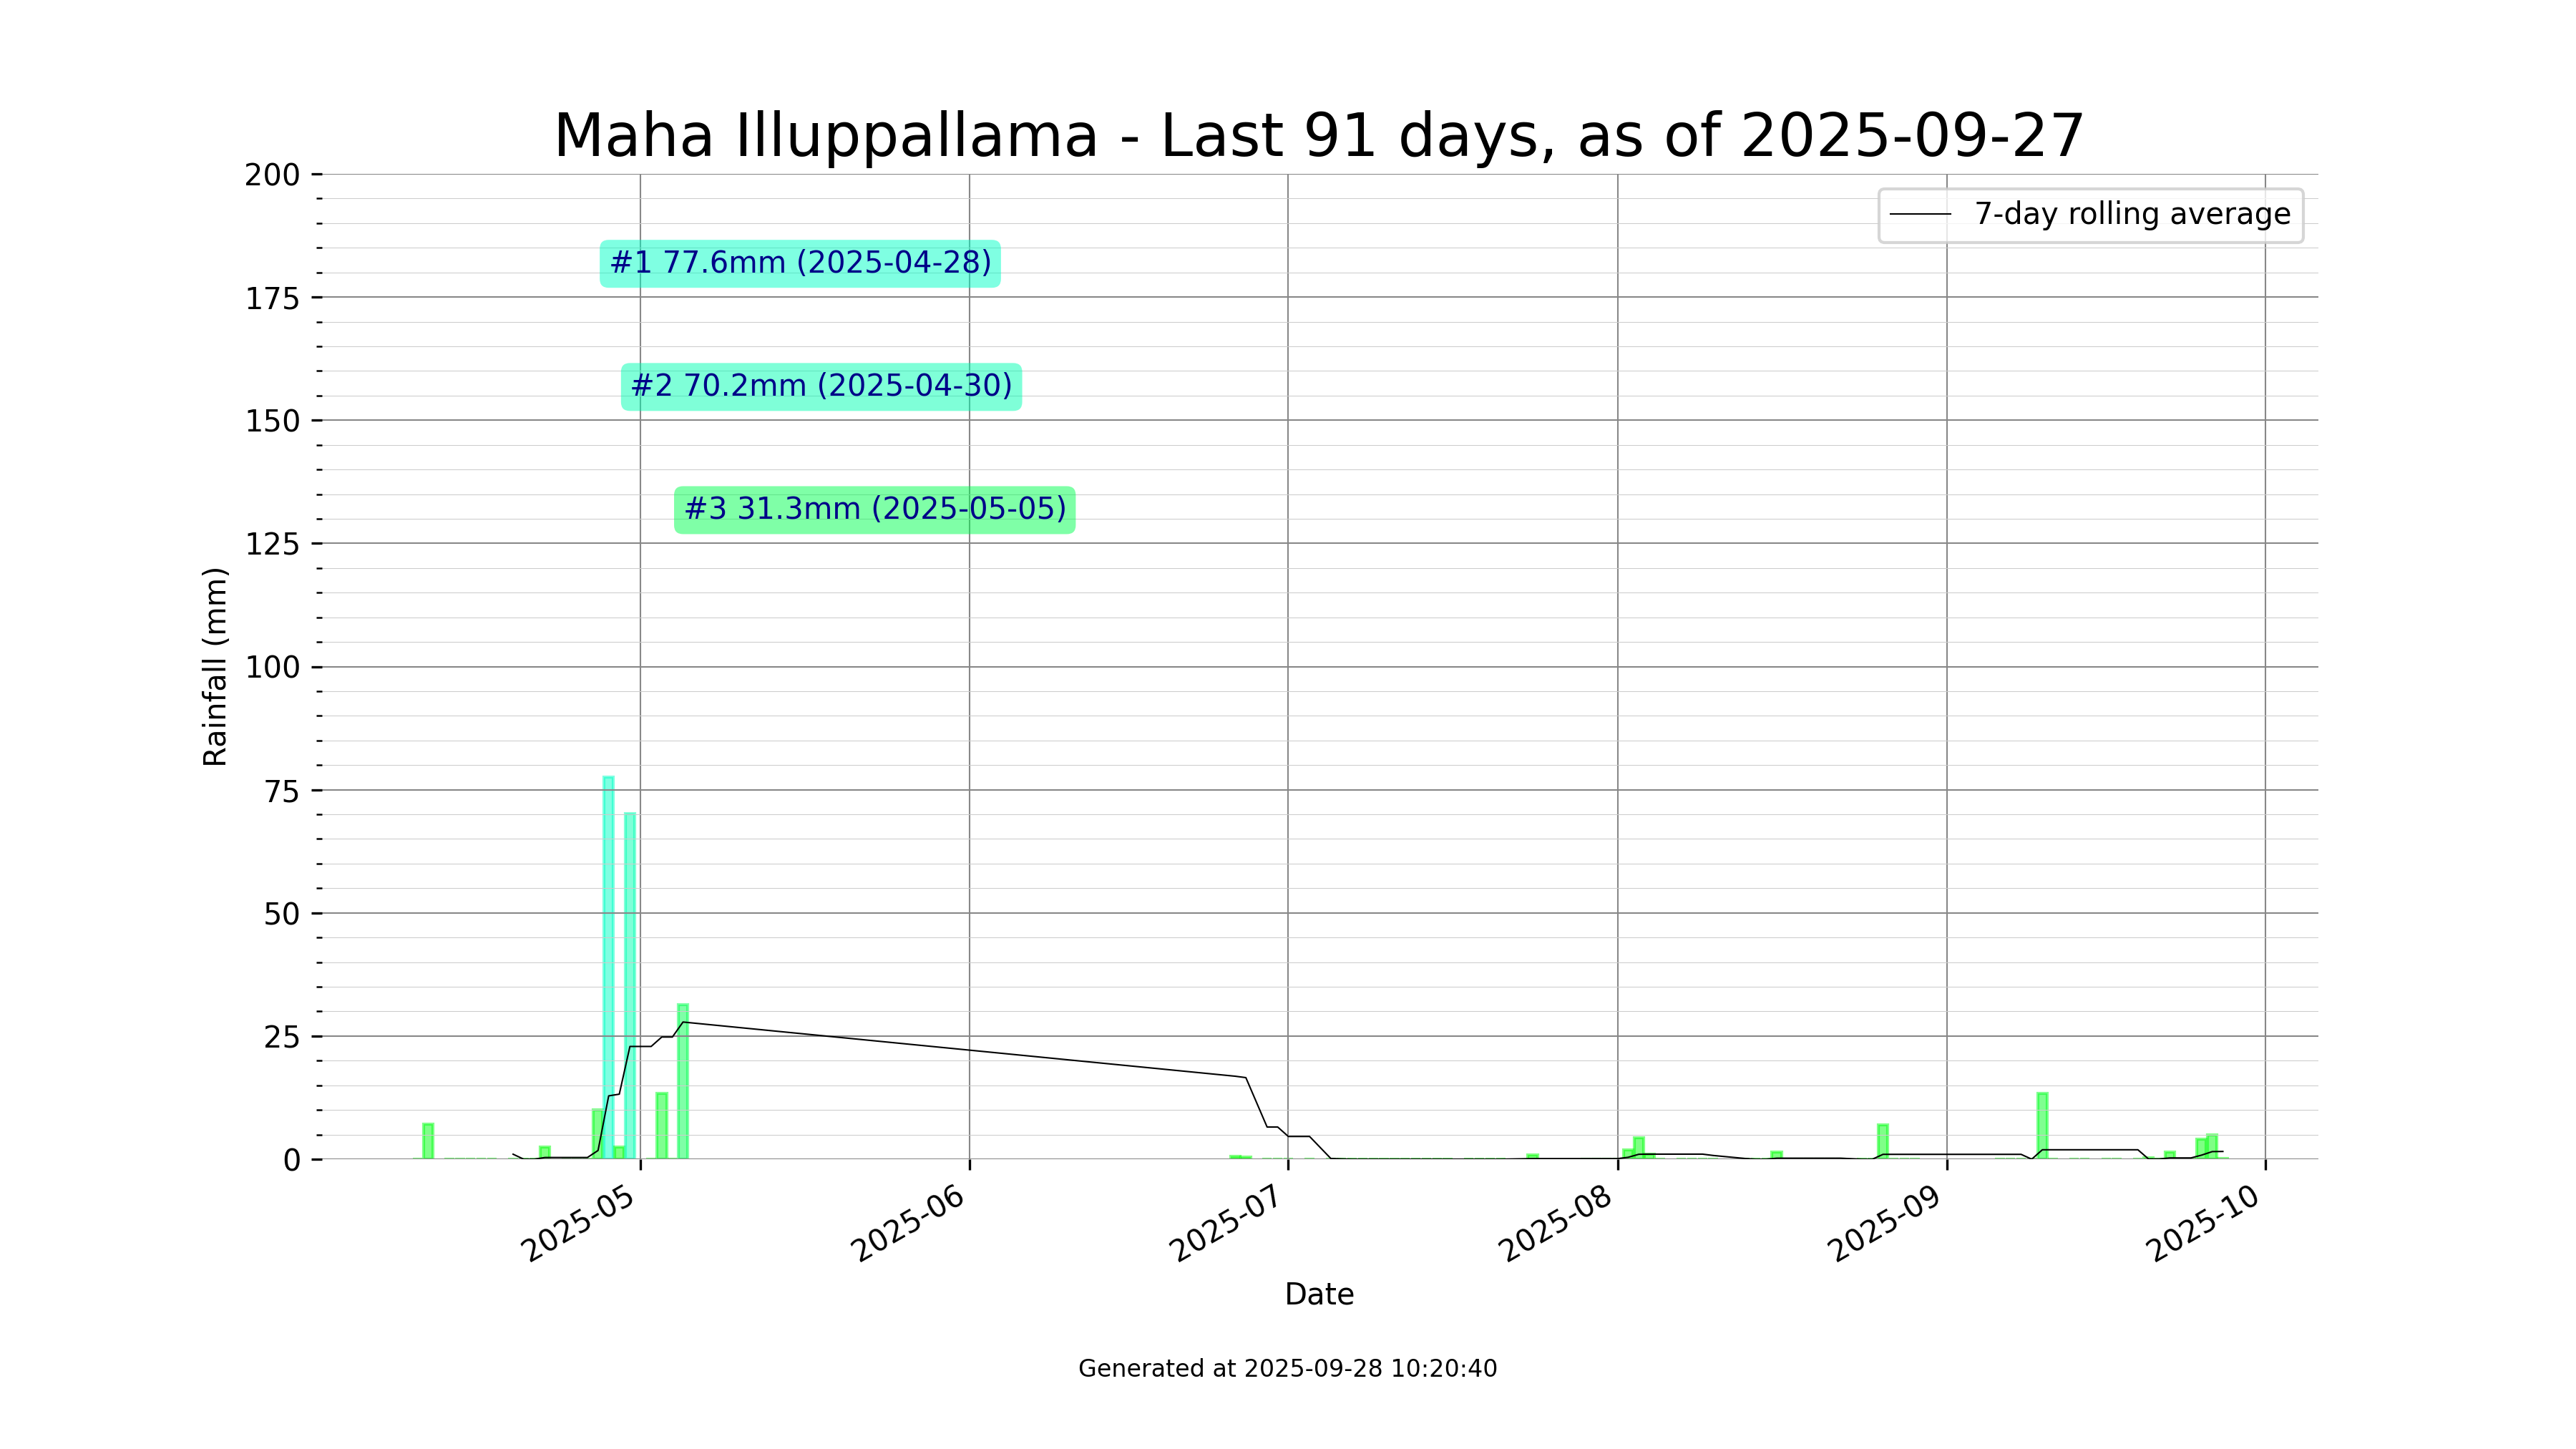 Maha Illuppallama - Last 91 days, as of 2025-09-27
7-day rolling average
#1 77.6mm (2025-04-28)
#2 70.2mm (2025-04-30)
#3 31.3mm (2025-05-05)
Rainfall (mm)
200
175
150
125
100
75
50
25
0
2025-05
2025-06
2025-07
2025-08
2025-09
2025-10
Date
Generated at 2025-09-28 10:20:40